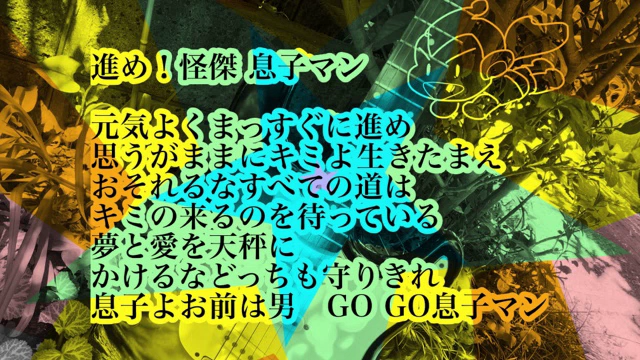 進め！怪傑 息子マン
元気よくまっすぐに進め
思うがままにキミよ生きたまえ
おそれるなすべての道は
キミの来るのを待っている
夢と愛を天秤に
かけるなどっちも守りきれ
息子よお前は男　GO GO息子マン